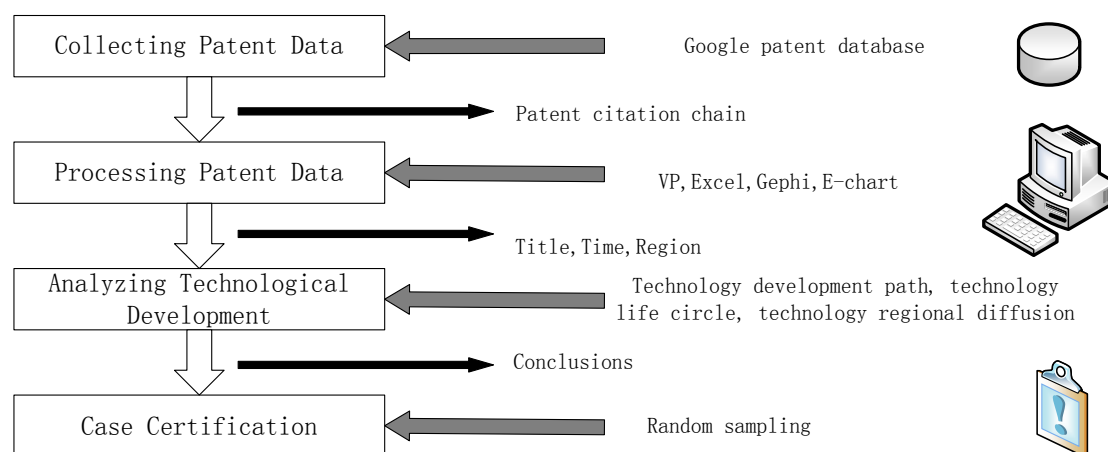 Collecting Patent Data
Google patent database
Patent citation chain
Processing Patent Data
VP,Excel,Gephi,E-chart
Title,Time,Region
Analyzing Technological
Development
Technology development path, technology
life circle, technology regional diffusion
Conclusions
Case Certification
Random sampling